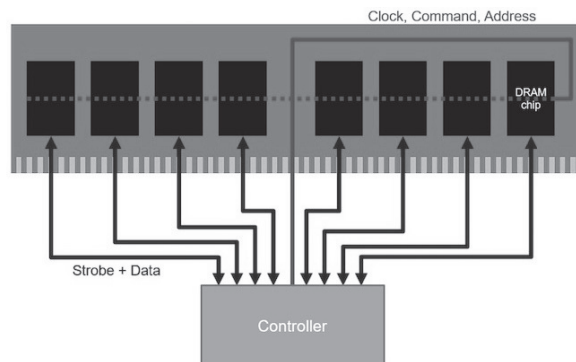 Clock, Command, Address
DRAM
chip
Strobe + Data
Controller